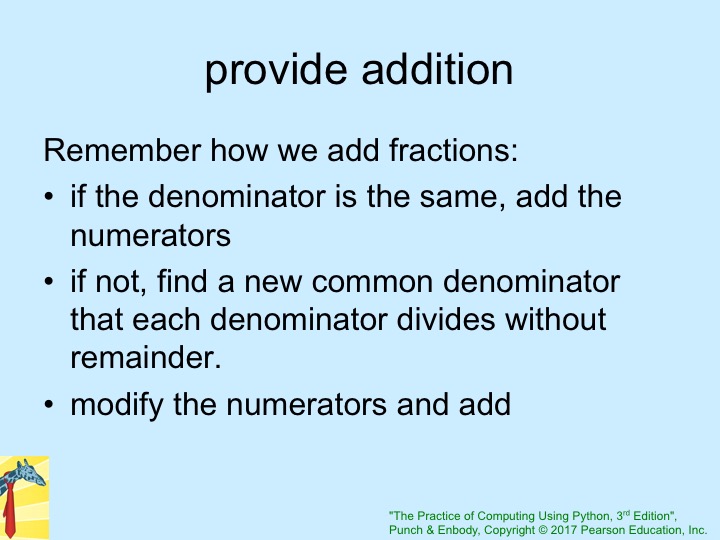 provide addition
Remember how we add fractions:
• if the denominator is the same, add the
numerators
• if not, find a new common denominator
that each denominator divides without
remainder.
• modify the numerators and add
"The Practice of Computing Using Python, 3rd Edition",
Punch & Enbody, Copyright © 2017 Pearson Education, Inc.